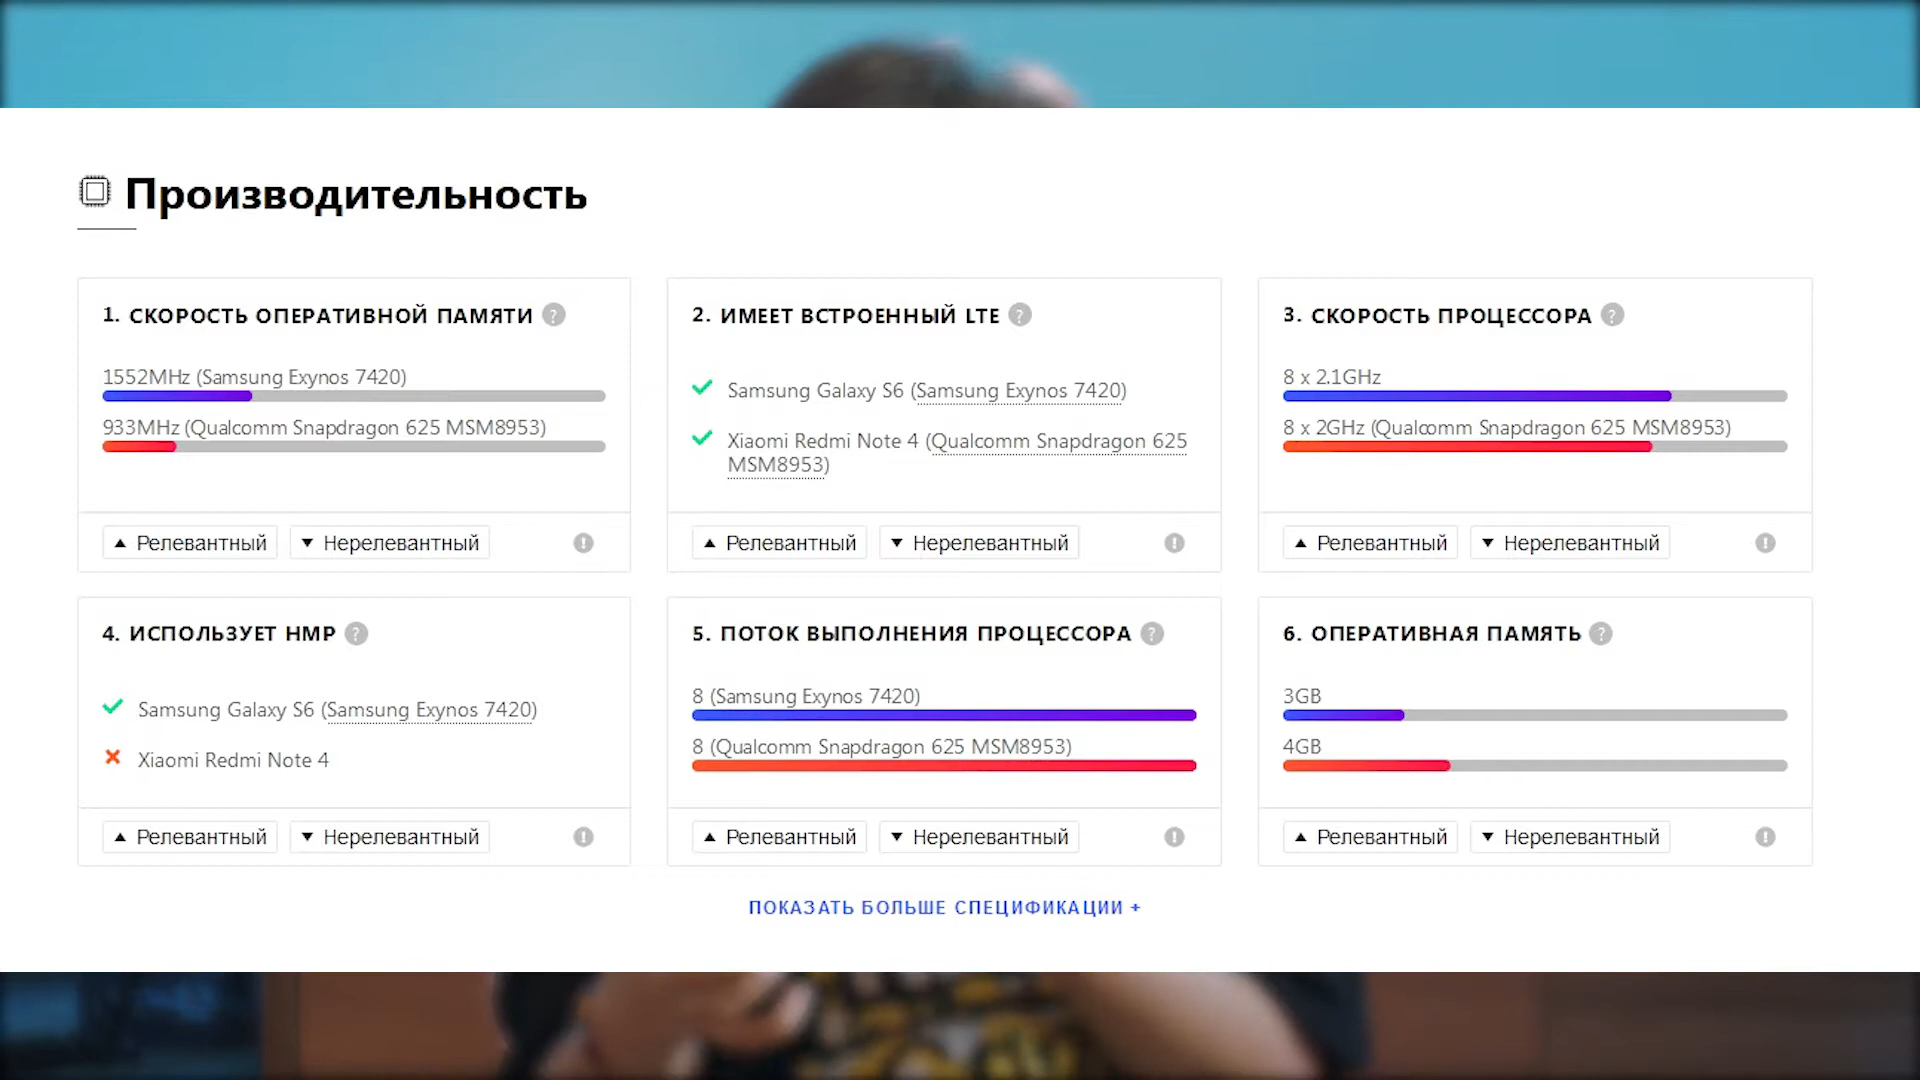 Производительность
1. СКОРОСТЬ ОПЕРАТИВНОЙ ПАМЯТИ ?
1552MHz (Samsung Exynos 7420)
933MHz (Qualcomm Snapdragon 625 MSM8953)
▲ Релевантный ▼ Нерелевантный !
2. ИМЕЕТ ВСТРОЕННЫЙ LTE ?
Samsung Galaxy S6 (Samsung Exynos 7420)
Xiaomi Redmi Note 4 (Qualcomm Snapdragon 625
MSM8953)
▲ Релевантный ▼ Нерелевантный !
3. СКОРОСТЬ ПРОЦЕССОРА ?
8 x 2.1GHz
8 x 2GHz (Qualcomm Snapdragon 625 MSM8953)
▲ Релевантный ▼ Нерелевантный !
4. ИСПОЛЬЗУЕТ HMP ?
Samsung Galaxy S6 (Samsung Exynos 7420)
Xiaomi Redmi Note 4
▲ Релевантный ▼ Нерелевантный !
5. ПОТОК ВЫПОЛНЕНИЯ ПРОЦЕССОРА ?
8 (Samsung Exynos 7420)
8 (Qualcomm Snapdragon 625 MSM8953)
▲ Релевантный ▼ Нерелевантный !
6. ОПЕРАТИВНАЯ ПАМЯТЬ ?
3GB
4GB
▲ Релевантный ▼ Нерелевантный !
ПОКАЗАТЬ БОЛЬШЕ СПЕЦИФИКАЦИИ +